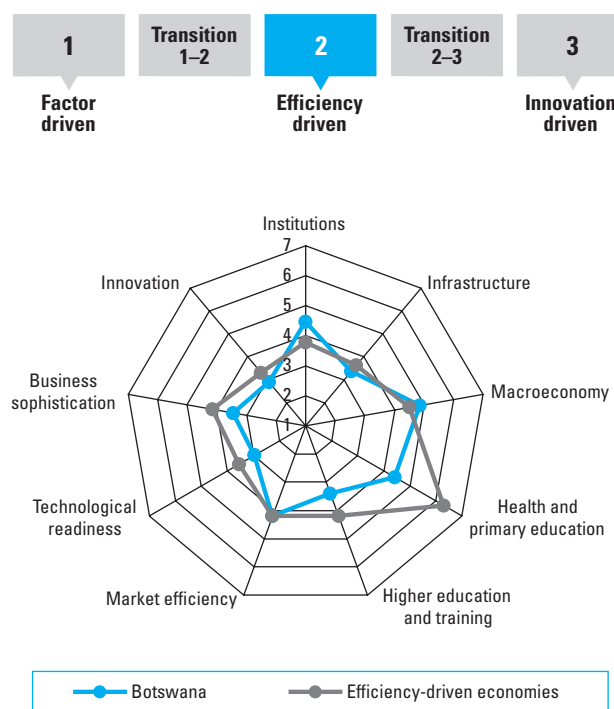 1
Transition
1–2
2
Transition
2–3
3
Factor
driven
Efficiency
driven
Innovation
driven
Institutions
7
6
5
4
3
2
1
Innovation
Infrastructure
Business
sophistication
Macroeconomy
Technological
readiness
Health and
primary education
Market efficiency
Higher education
and training
Botswana
Efficiency-driven economies